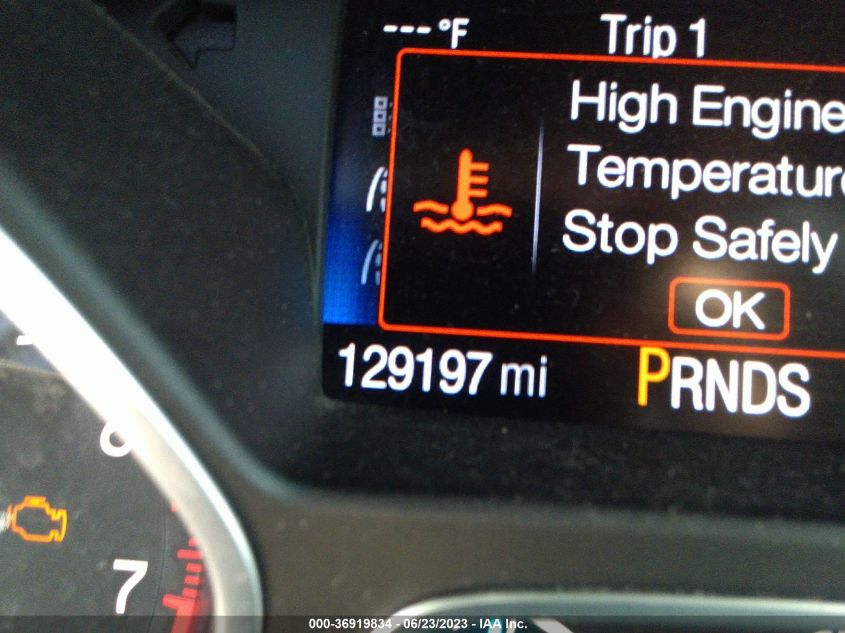 ---°F Trip 1
High Engine
Temperature
Stop Safely
OK
129197 mi PRNDS
6
7
000-36919834 - 06/23/2023 - IAA Inc.